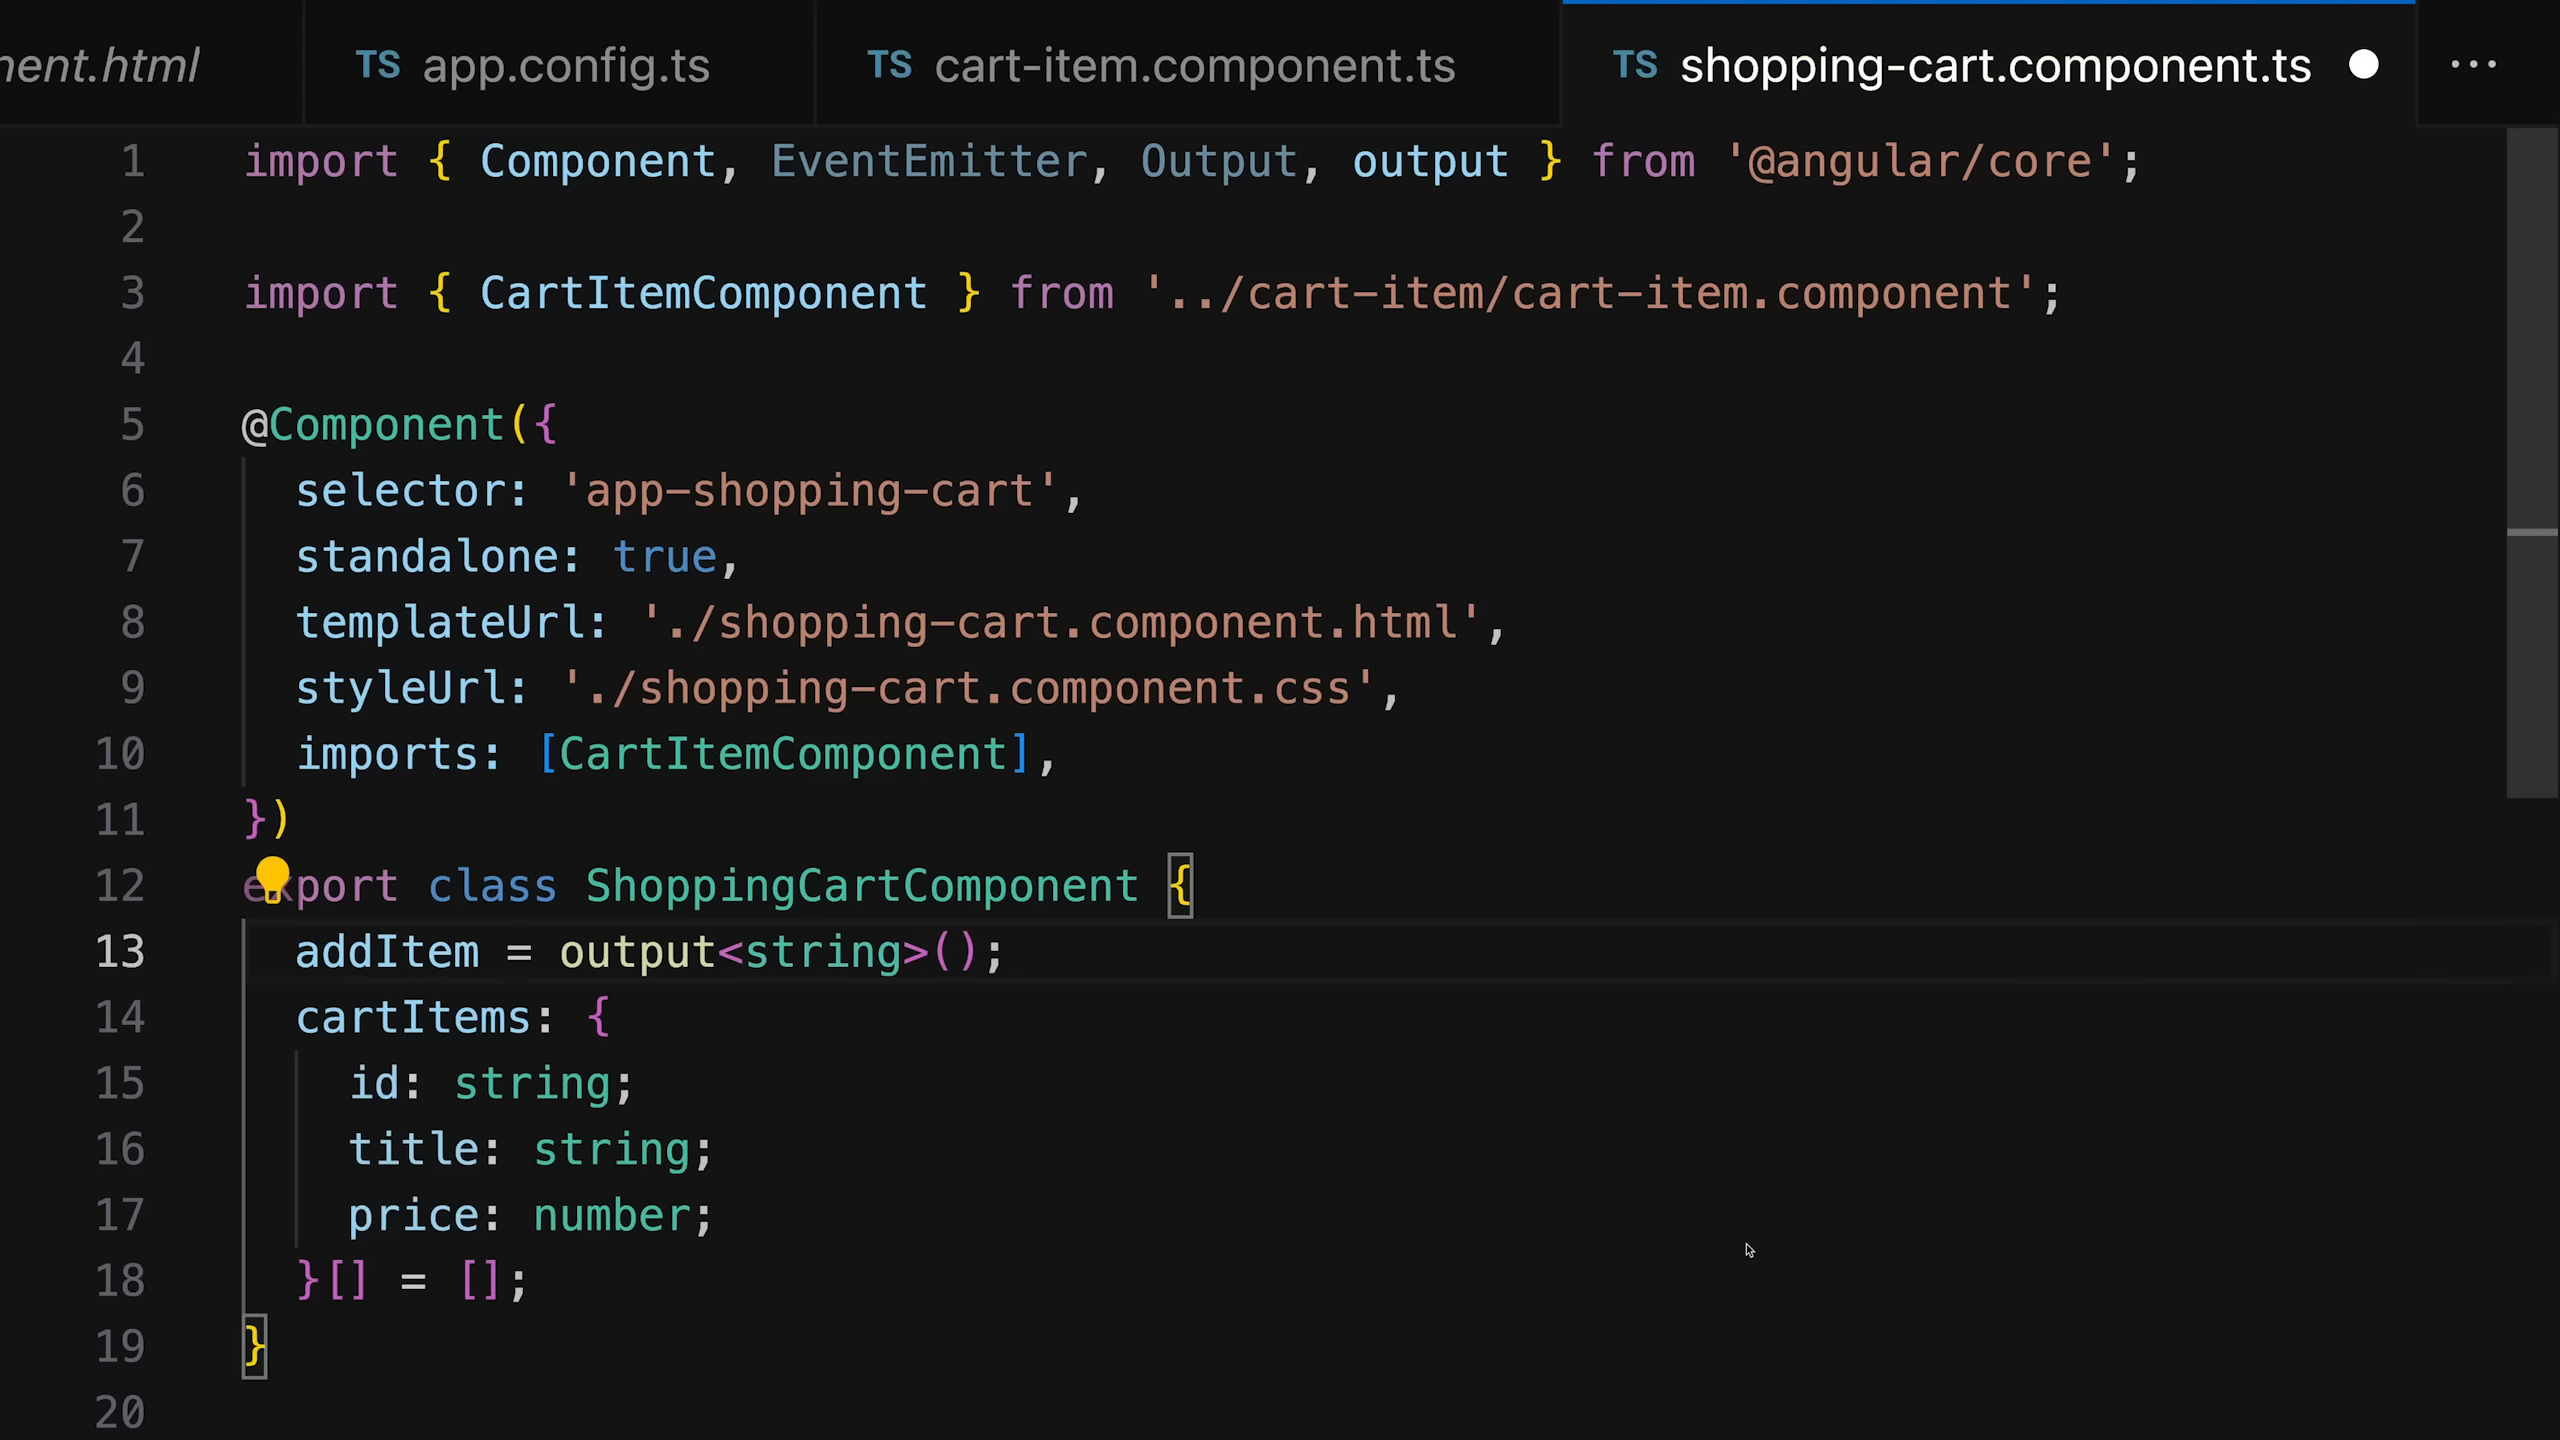 nent.html TS app.config.ts TS cart-item.component.ts TS shopping-cart.component.ts ...
1 import { Component, EventEmitter, Output, output } from '@angular/core';
2
3 import { CartItemComponent } from '../cart-item/cart-item.component';
4
5 @Component({
6 selector: 'app-shopping-cart',
7 standalone: true,
8 templateUrl: './shopping-cart.component.html',
9 styleUrl: './shopping-cart.component.css',
10 imports: [CartItemComponent],
11 })
12 export class ShoppingCartComponent {
13 addItem = output<string>();
14 cartItems: {
15 id: string;
16 title: string;
17 price: number;
18 }[] = [];
19 }
20